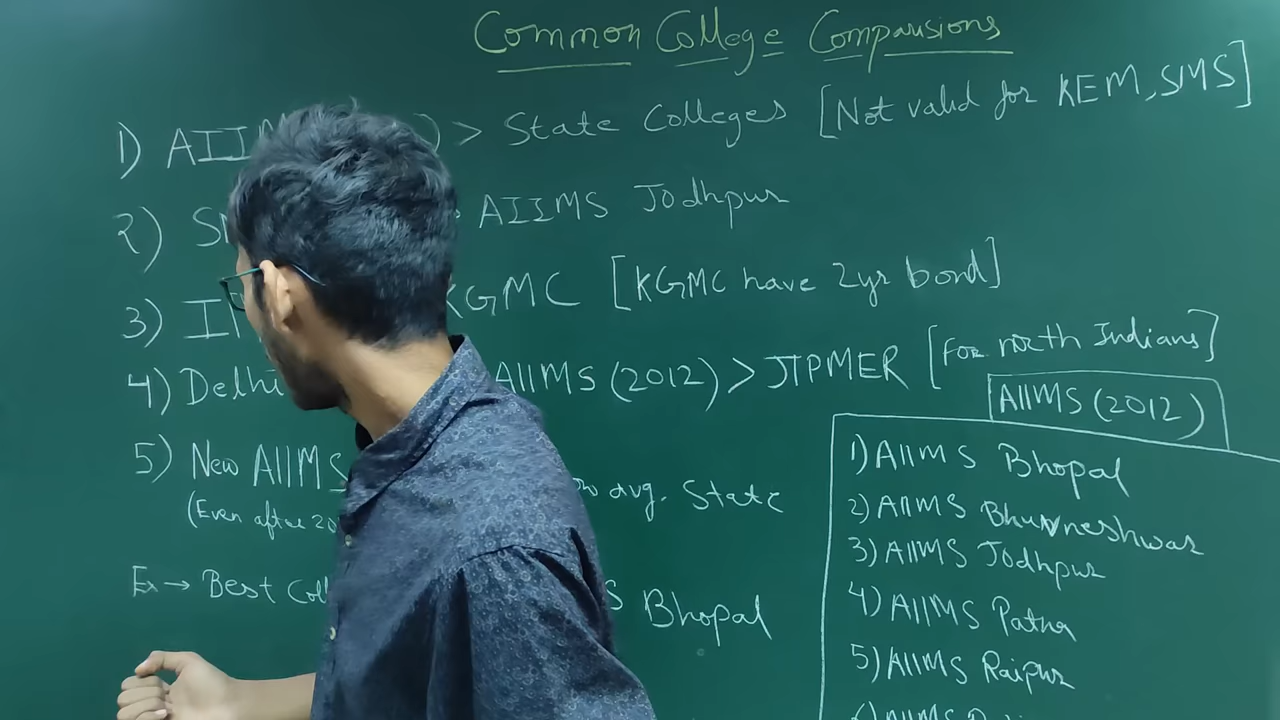 Common College Comparisions
1) AIIM ) > State Colleges [Not valid for KEM, SMS]
2) AIIMS Jodhpur
3) KGMC [KGMC have 2yr bond]
4) Delhi AIIMS (2012) > JIPMER [For north Indians]
AIIMS (2012)
5) New AIIMS avg. State
(Even after
Ex → Best Bhopal
1) AIIMS Bhopal
2) AIIMS Bhuvneshwar
3) AIIMS Jodhpur
4) AIIMS Patna
5) AIIMS Raipur
6) AIIMS